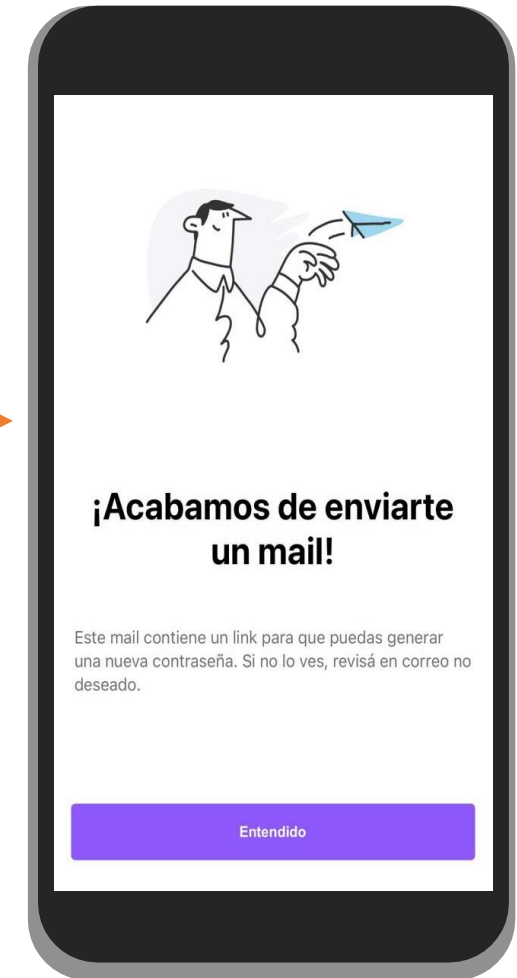 ¡Acabamos de enviarte
un mail!
Este mail contiene un link para que puedas generar
una nueva contraseña. Si no lo ves, revisá en correo no
deseado.
Entendido